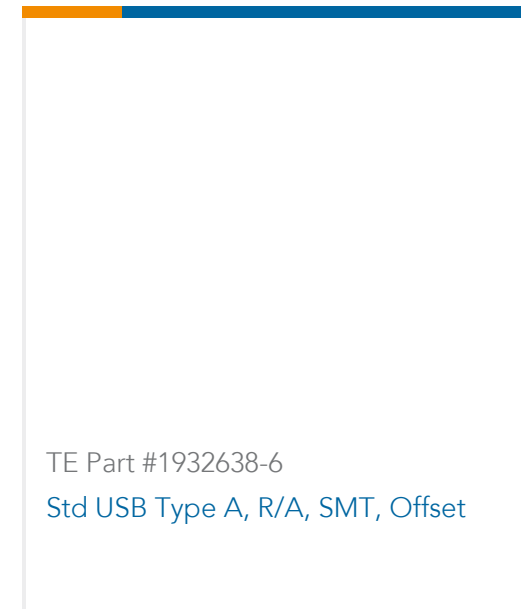 TE Part #1932638-6
Std USB Type A, R/A, SMT, Offset